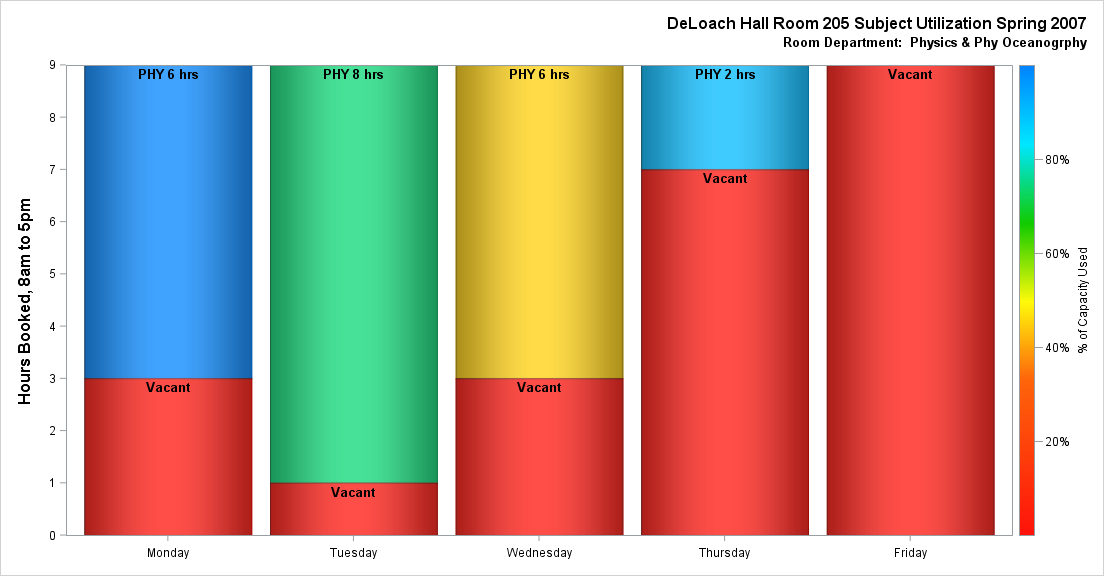 DeLoach Hall Room 205 Subject Utilization Spring 2007
Room Department:  Physics & Phy Oceanogrphy
Hours Booked, 8am to 5pm
9
8
7
6
5
4
3
2
1
0
PHY 6 hrs
Vacant
PHY 8 hrs
Vacant
PHY 6 hrs
Vacant
PHY 2 hrs
Vacant
Vacant
Monday
Tuesday
Wednesday
Thursday
Friday
80%
60%
40%
20%
% of Capacity Used